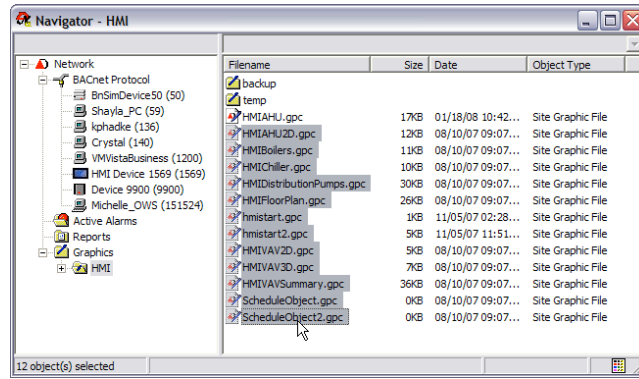 Navigator - HMI
Network
BACnet Protocol
BnSimDevice50 (50)
Shayla_PC (59)
kphadke (136)
Crystal (140)
VMVistaBusiness (1200)
HMI Device 1569 (1569)
Device 9900 (9900)
Michelle_OWS (151524)
Active Alarms
Reports
Graphics
HMI
Filename Size Date Object Type
backup
temp
HMIAHU.gpc 17KB 01/18/08 10:42... Site Graphic File
HMIAHU2D.gpc 12KB 08/10/07 09:07... Site Graphic File
HMIBoilers.gpc 11KB 08/10/07 09:07... Site Graphic File
HMIChiller.gpc 10KB 08/10/07 09:07... Site Graphic File
HMIDistributionPumps.gpc 30KB 08/10/07 09:07... Site Graphic File
HMIFloorPlan.gpc 26KB 08/10/07 09:07... Site Graphic File
hmistart.gpc 1KB 11/05/07 02:28... Site Graphic File
hmistart2.gpc 5KB 11/05/07 11:51... Site Graphic File
HMIVAV2D.gpc 5KB 08/10/07 09:07... Site Graphic File
HMIVAV3D.gpc 7KB 08/10/07 09:07... Site Graphic File
HMIVAVSummary.gpc 36KB 08/10/07 09:07... Site Graphic File
ScheduleObject.gpc 0KB 08/10/07 09:07... Site Graphic File
ScheduleObject2.gpc 0KB 08/10/07 09:07... Site Graphic File
12 object(s) selected